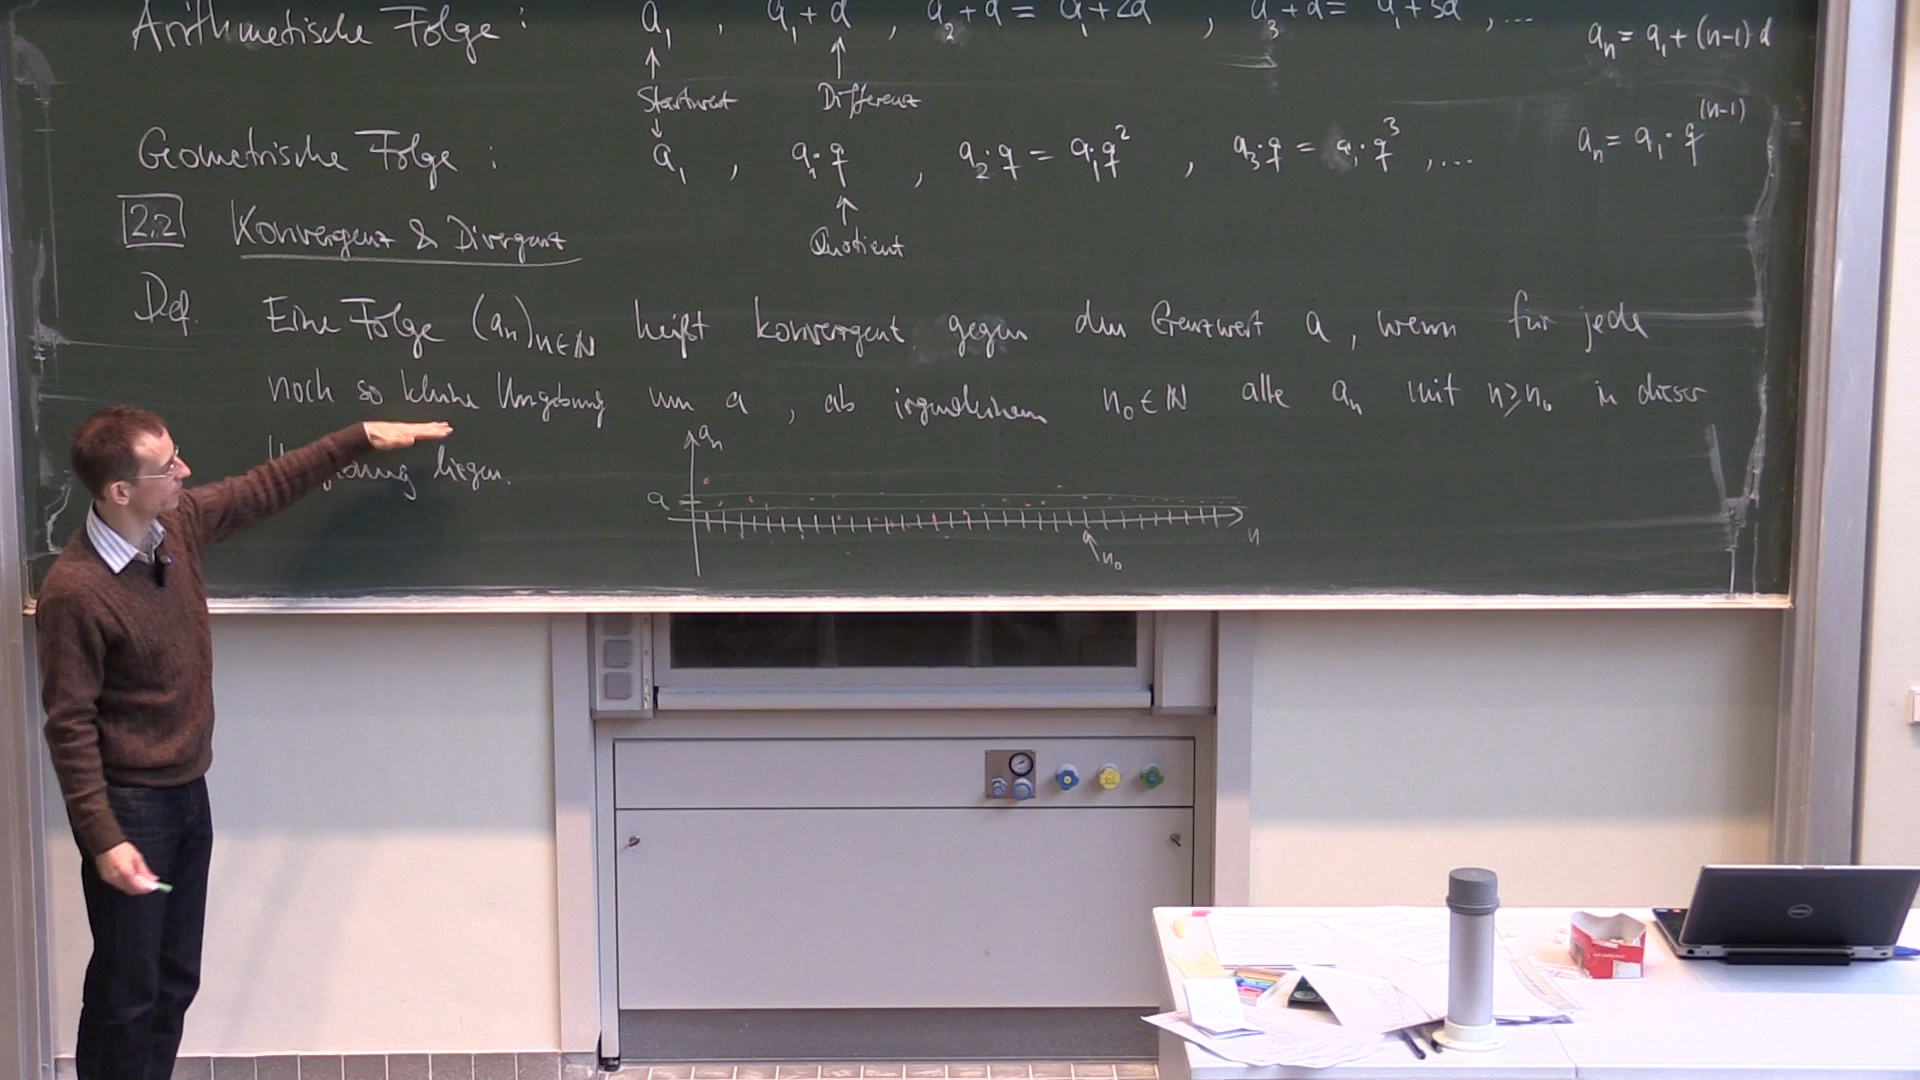 Arithmetische Folge : a₁ , a₁ + d , a₂ + d = a₁ + 2d , a₃ + d = a₁ + 3d , ... aₙ = a₁ + (n-1)·d
Startwert Differenz
Geometrische Folge : a₁ , a₁·q , a₂·q = a₁·q² , a₃·q = a₁·q³ , ... aₙ = a₁·q⁽ⁿ⁻¹⁾
Quotient
2.2 Konvergenz & Divergenz
Def. Eine Folge (aₙ)ₙ∈ℕ heißt konvergent gegen den Grenzwert a , wenn für jede
noch so kleine Umgebung um a , ab irgendeinem n₀ ∈ ℕ alle aₙ mit n ≥ n₀ in dieser
Umgebung liegen.
aₙ
a
n
n₀
DELL